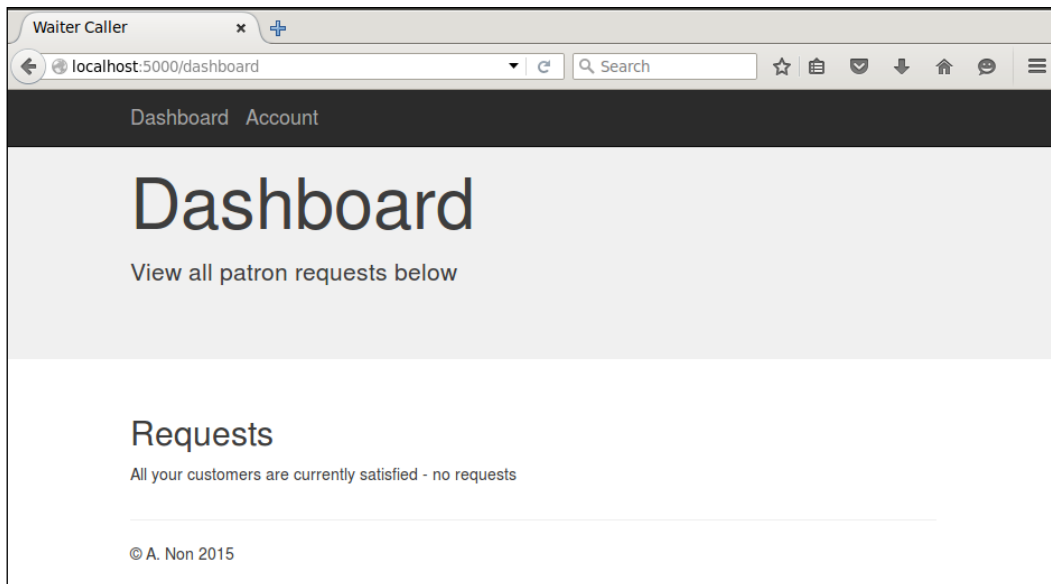 Waiter Caller
localhost:5000/dashboard
Search
Dashboard Account
Dashboard
View all patron requests below
Requests
All your customers are currently satisfied - no requests
© A. Non 2015